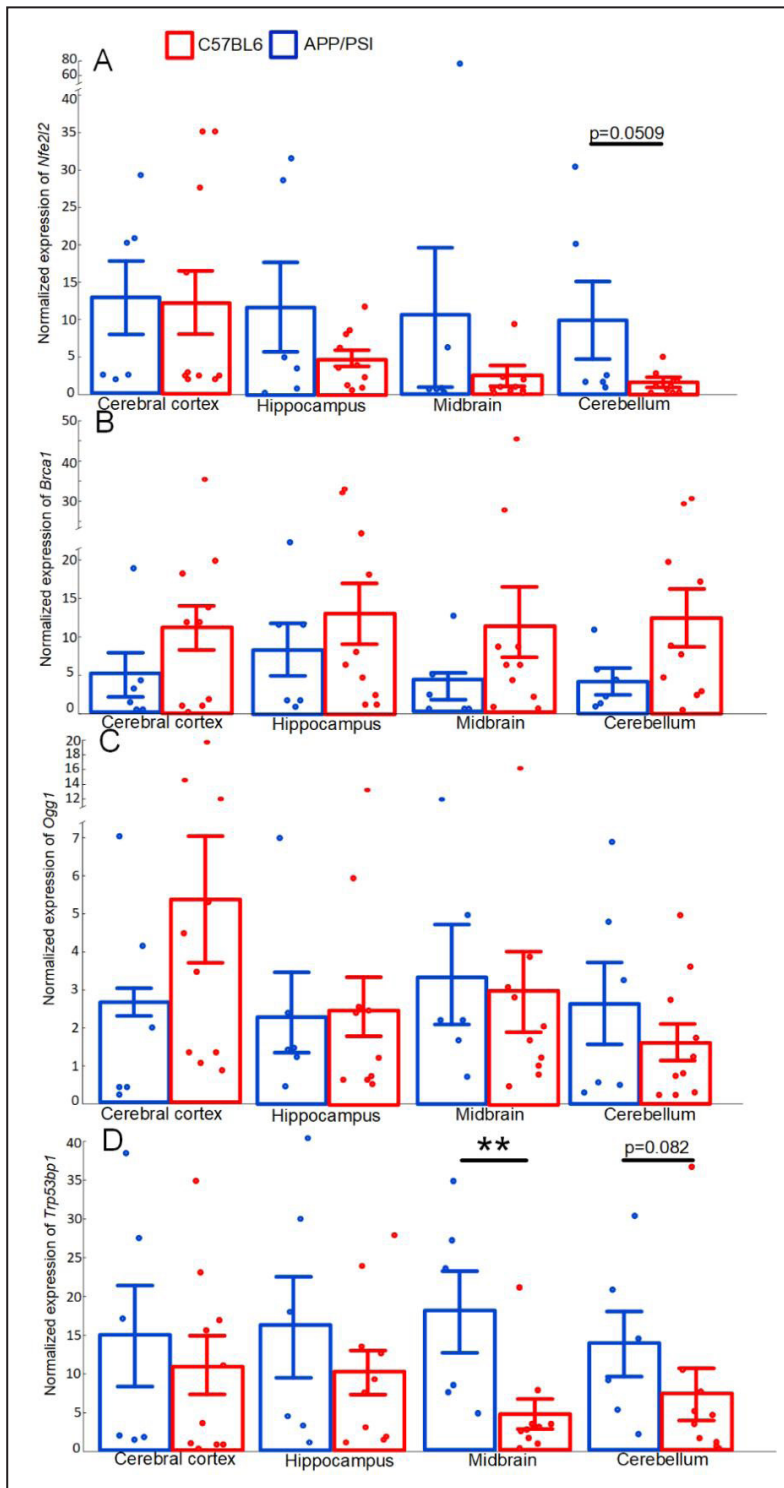 A
C57BL6 APP/PSI
Normalized expression of Nfe2l2
80
60
40
35
30
25
20
15
10
5
0
p=0.0509
Cerebral cortex Hippocampus Midbrain Cerebellum
B
Normalized expression of Brca1
50
40
30
20
15
10
5
0
Cerebral cortex Hippocampus Midbrain Cerebellum
C
Normalized expression of Ogg1
20
18
16
14
12
7
6
5
4
3
2
1
0
Cerebral cortex Hippocampus Midbrain Cerebellum
D
Normalized expression of Trp53bp1
40
35
30
25
20
15
10
5
0
**
p=0.082
Cerebral cortex Hippocampus Midbrain Cerebellum